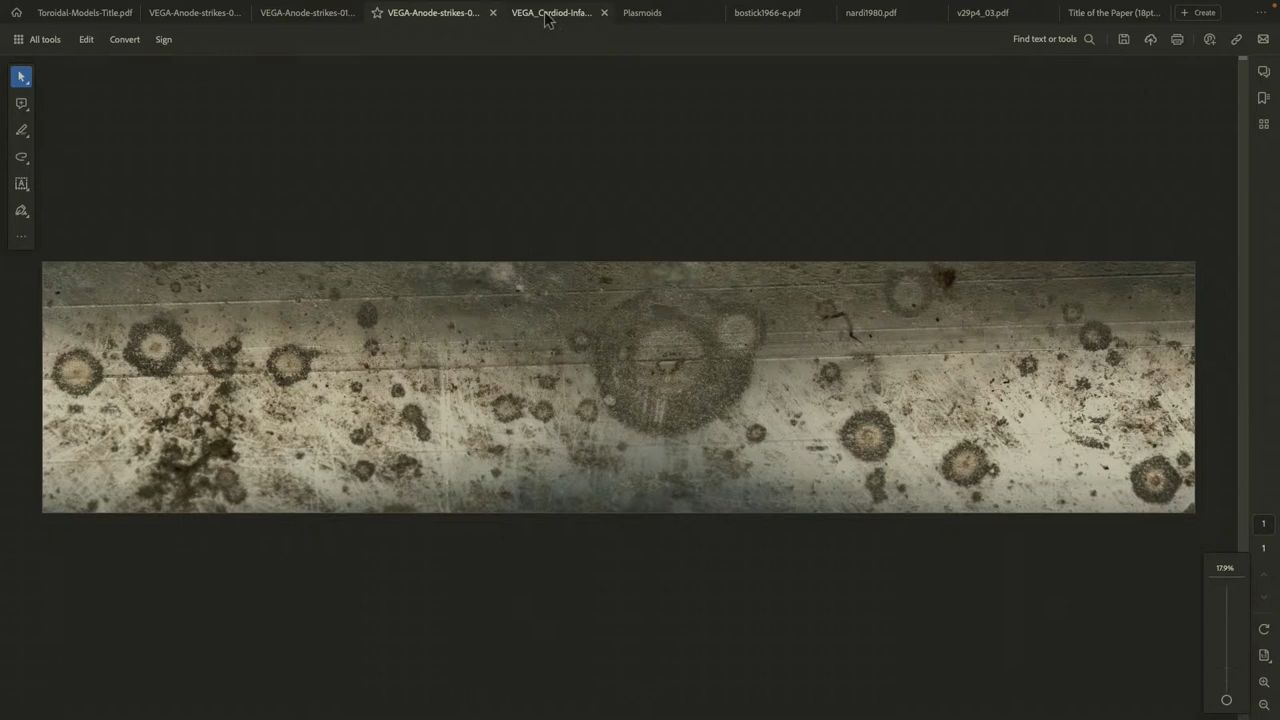 Toroidal-Models-Title.pdf
VEGA-Anode-strikes-0...
VEGA-Anode-strikes-01...
VEGA-Anode-strikes-0...
VEGA_Cardiod-Infa...
Plasmoids
bostick1966-e.pdf
nardi1980.pdf
v29p4_03.pdf
Title of the Paper (18pt...
+ Create
All tools
Edit
Convert
Sign
Find text or tools
1
1
17.9%